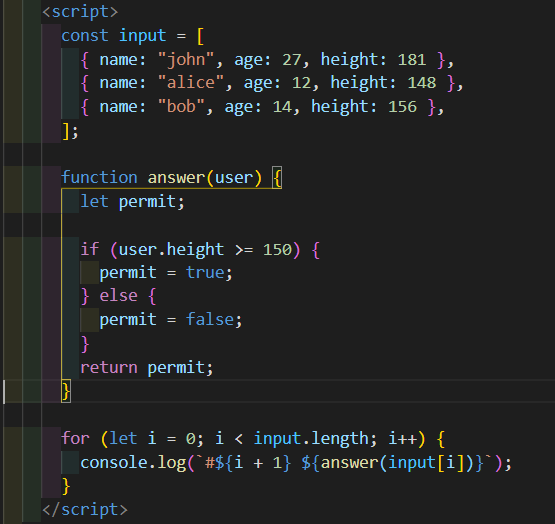 <script>
const input = [
{ name: "john", age: 27, height: 181 },
{ name: "alice", age: 12, height: 148 },
{ name: "bob", age: 14, height: 156 },
];
function answer(user) {
let permit;
if (user.height >= 150) {
permit = true;
} else {
permit = false;
}
return permit;
}
for (let i = 0; i < input.length; i++) {
console.log(`#${i + 1} ${answer(input[i])}`);
}
</script>